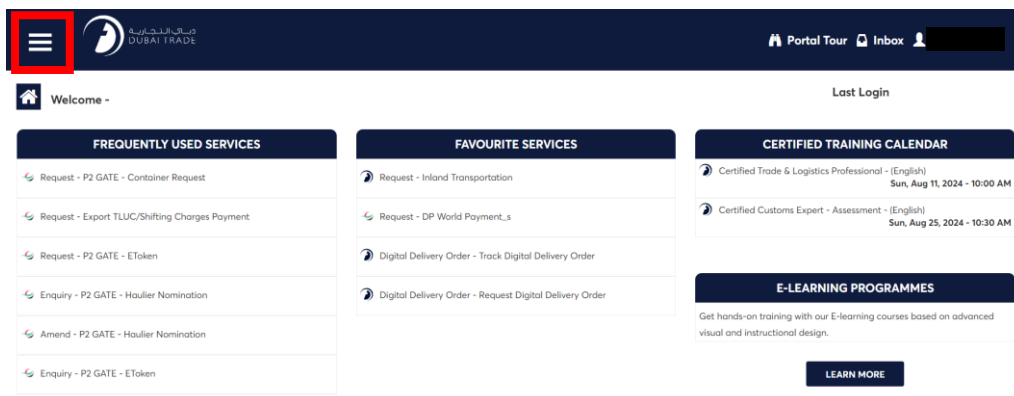 دبي التجارية
DUBAI TRADE
Portal Tour Inbox
Welcome -
Last Login
FREQUENTLY USED SERVICES
Request - P2 GATE - Container Request
Request - Export TLUC/Shifting Charges Payment
Request - P2 GATE - EToken
Enquiry - P2 GATE - Haulier Nomination
Amend - P2 GATE - Haulier Nomination
Enquiry - P2 GATE - EToken
FAVOURITE SERVICES
Request - Inland Transportation
Request - DP World Payment_s
Digital Delivery Order - Track Digital Delivery Order
Digital Delivery Order - Request Digital Delivery Order
CERTIFIED TRAINING CALENDAR
Certified Trade & Logistics Professional - (English)
Sun, Aug 11, 2024 - 10:00 AM
Certified Customs Expert - Assessment - (English)
Sun, Aug 25, 2024 - 10:30 AM
E-LEARNING PROGRAMMES
Get hands-on training with our E-learning courses based on advanced
visual and instructional design.
LEARN MORE